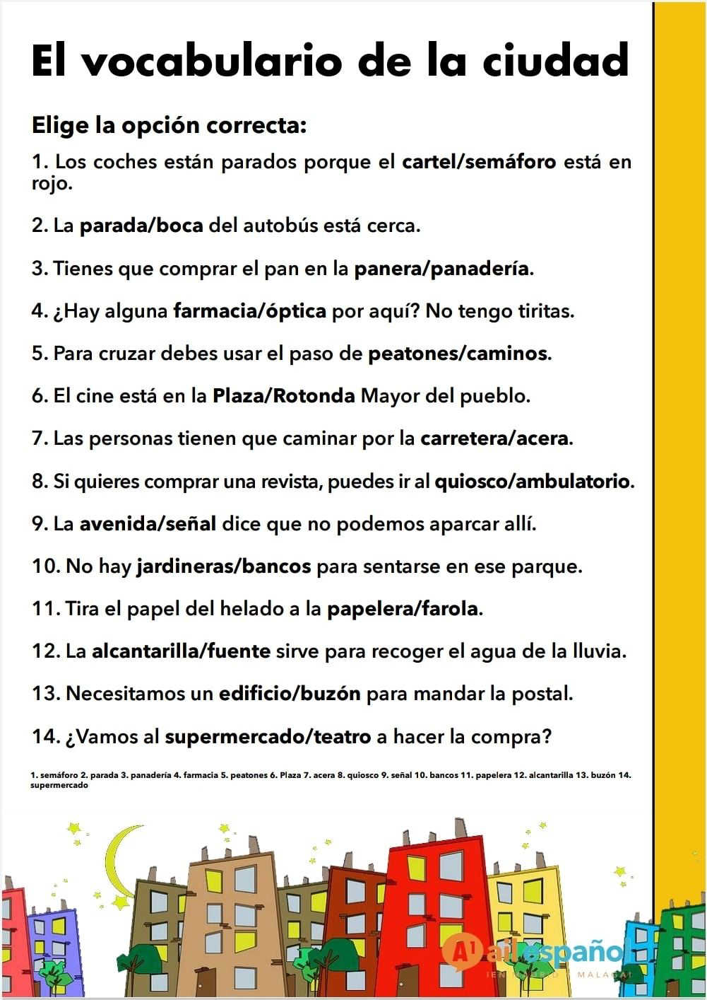 El vocabulario de la ciudad
Elige la opción correcta:
1. Los coches están parados porque el cartel/semáforo está en
rojo.
2. La parada/boca del autobús está cerca.
3. Tienes que comprar el pan en la panera/panadería.
4. ¿Hay alguna farmacia/óptica por aquí? No tengo tiritas.
5. Para cruzar debes usar el paso de peatones/caminos.
6. El cine está en la Plaza/Rotonda Mayor del pueblo.
7. Las personas tienen que caminar por la carretera/acera.
8. Si quieres comprar una revista, puedes ir al quiosco/ambulatorio.
9. La avenida/señal dice que no podemos aparcar allí.
10. No hay jardineras/bancos para sentarse en ese parque.
11. Tira el papel del helado a la papelera/farola.
12. La alcantarilla/fuente sirve para recoger el agua de la lluvia.
13. Necesitamos un edificio/buzón para mandar la postal.
14. ¿Vamos al supermercado/teatro a hacer la compra?
1. semáforo 2. parada 3. panadería 4. farmacia 5. peatones 6. Plaza 7. acera 8. quiosco 9. señal 10. bancos 11. papelera 12. alcantarilla 13. buzón 14.
supermercado
A1 ailespañol
¡EN MADRID Y MÁLAGA!